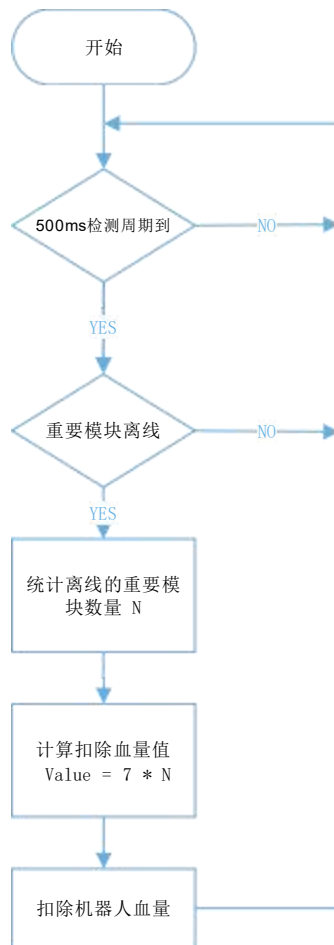 开始
500ms检测周期到
NO
YES
重要模块离线
NO
YES
统计离线的重要模
块数量 N
计算扣除血量值
Value = 7 * N
扣除机器人血量